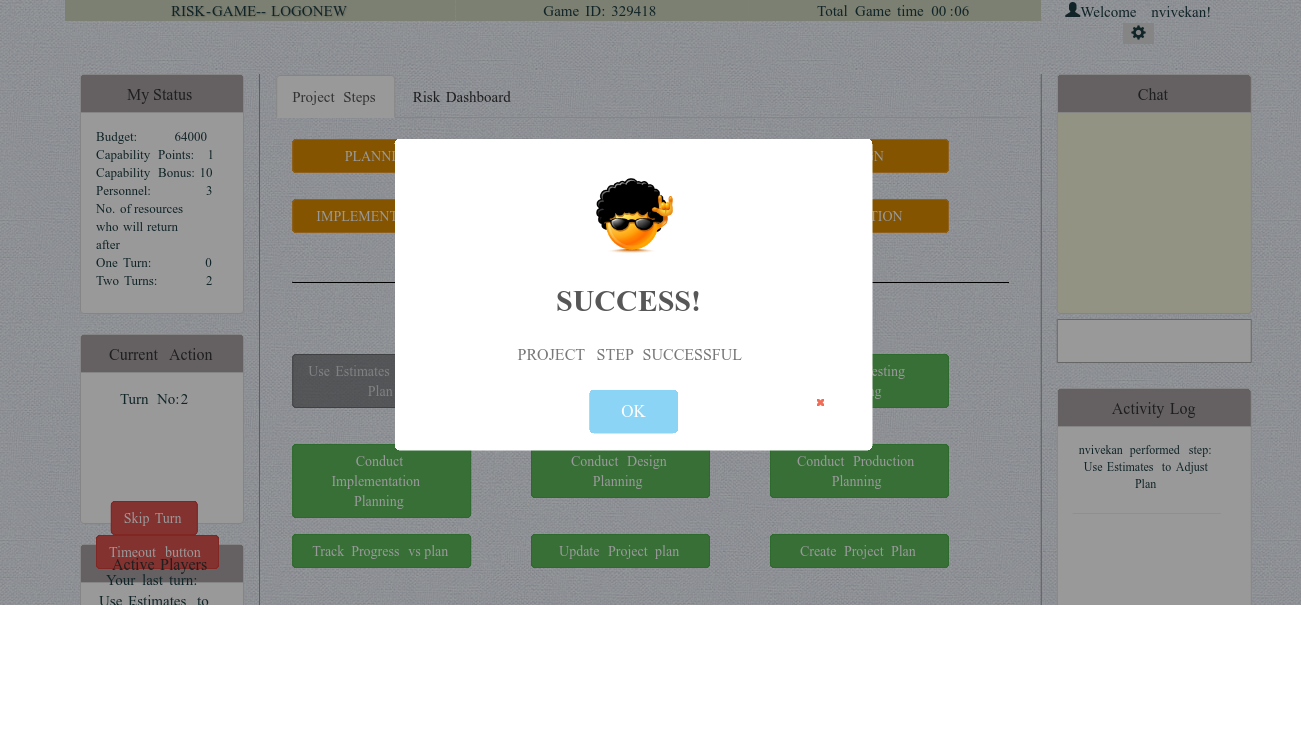 RISK-GAME-- LOGONEW Game ID: 329418 Total Game time 00 :06
Welcome nvivekan!
My Status
Budget: 64000
Capability Points: 1
Capability Bonus: 10
Personnel: 3
No. of resources
who will return
after
One Turn: 0
Two Turns: 2
Current Action
Turn No:2
Skip Turn
Timeout button
Active Players
Your last turn:
Use Estimates to
Project Steps Risk Dashboard
SUCCESS!
PROJECT STEP SUCCESSFUL
OK
Use Estimates
Plan
Conduct
Implementation
Planning
Conduct Design
Planning
Conduct Production
Planning
Track Progress vs plan
Update Project plan
Create Project Plan
Chat
Activity Log
nvivekan performed step:
Use Estimates to Adjust
Plan